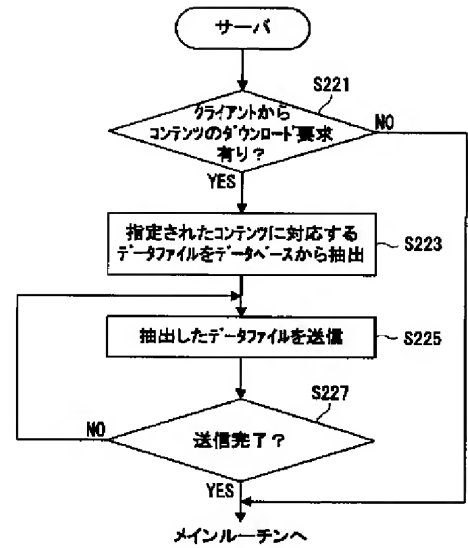 サーバ
S221
クライアントから
コンテンツのダウンロード要求
有り？
NO
YES
指定されたコンテンツに対応する
データファイルをデータベースから抽出
S223
抽出したデータファイルを送信
S225
S227
送信完了？
NO
YES
メインルーチンへ